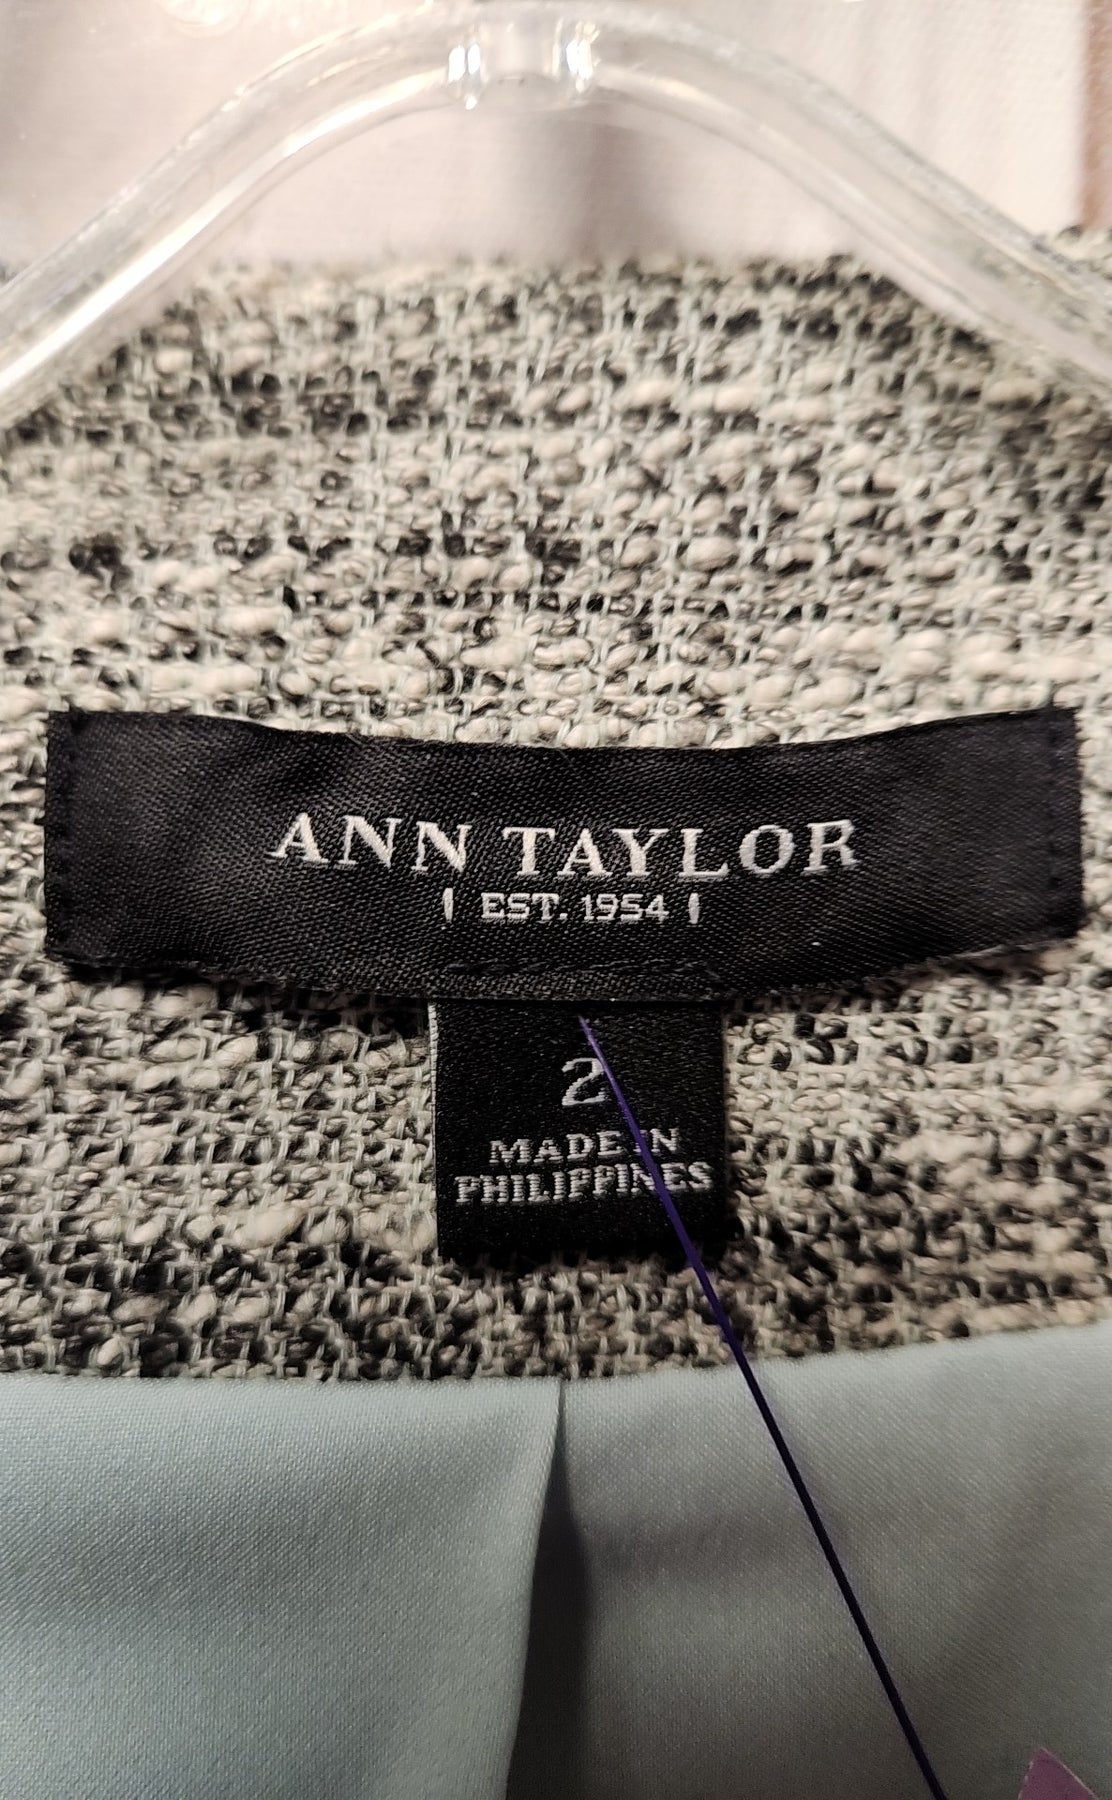 ANN TAYLOR
EST. 1954
2
MADE IN
PHILIPPINES